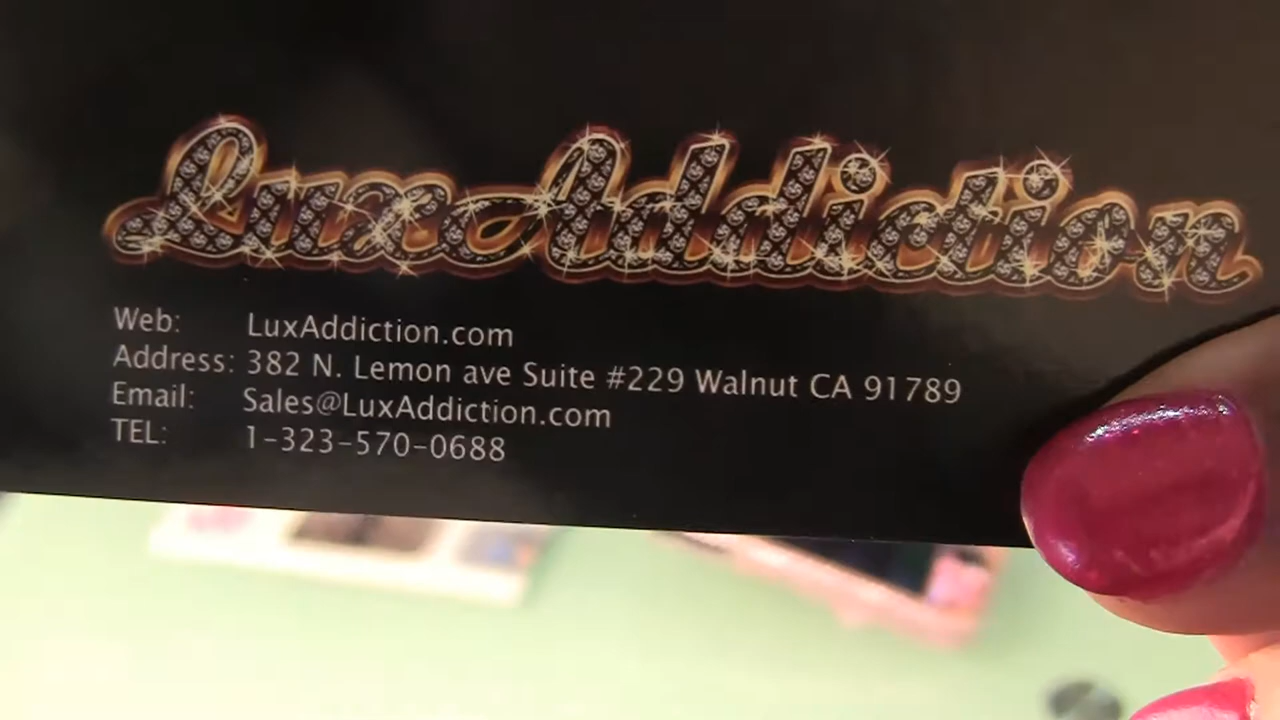 LuxAddiction
Web: LuxAddiction.com
Address: 382 N. Lemon ave Suite #229 Walnut CA 91789
Email: Sales@LuxAddiction.com
TEL: 1-323-570-0688